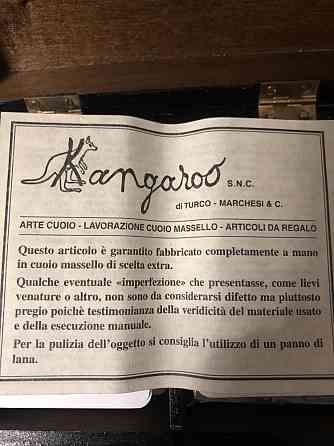 Kangaroo S.N.C.
di TURCO - MARCHESI & C.
ARTE CUOIO - LAVORAZIONE CUOIO MASSELLO - ARTICOLI DA REGALO
Questo articolo è garantito fabbricato completamente a mano
in cuoio massello di scelta extra.
Qualche eventuale «imperfezione» che presentasse, come lievi
venature o altro, non sono da considerarsi difetto ma piuttosto
pregio poichè testimonianza della veridicità del materiale usato
e della esecuzione manuale.
Per la pulizia dell'oggetto si consiglia l'utilizzo di un panno di
lana.